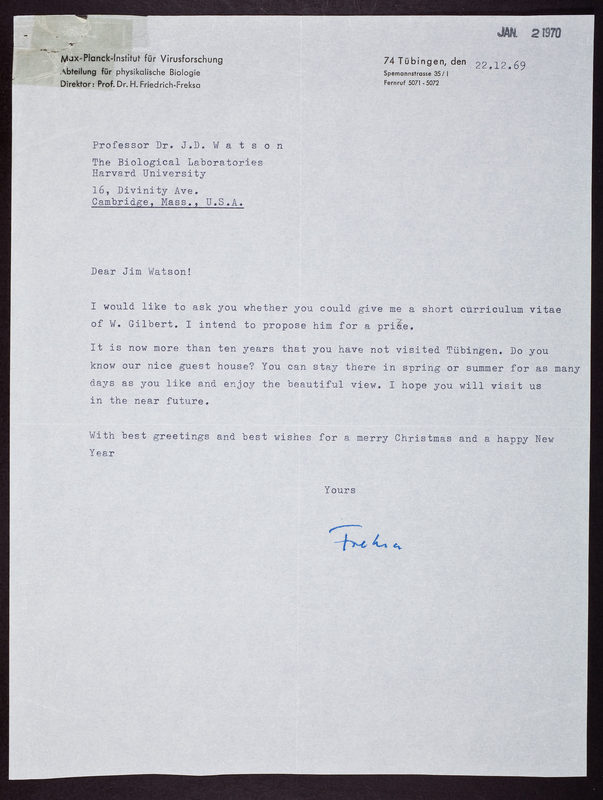 JAN. 2 1970
Max-Planck-Institut für Virusforschung
Abteilung für physikalische Biologie
Direktor: Prof. Dr. H. Friedrich-Freksa
74 Tübingen, den 22.12.69
Spemannstrasse 35/I
Fernruf 5071 - 5072
Professor Dr. J.D. W a t s o n
The Biological Laboratories
Harvard University
16, Divinity Ave.
Cambridge, Mass., U.S.A.
Dear Jim Watson!
I would like to ask you whether you could give me a short curriculum vitae
of W. Gilbert. I intend to propose him for a prize.
It is now more than ten years that you have not visited Tübingen. Do you
know our nice guest house? You can stay there in spring or summer for as many
days as you like and enjoy the beautiful view. I hope you will visit us
in the near future.
With best greetings and best wishes for a merry Christmas and a happy New
Year
Yours
Freksa